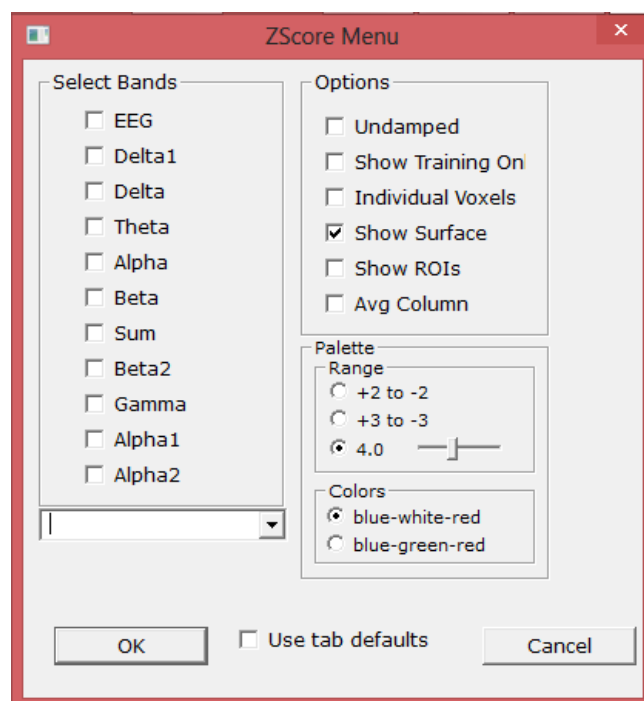 ZScore Menu
Select Bands
EEG
Delta1
Delta
Theta
Alpha
Beta
Sum
Beta2
Gamma
Alpha1
Alpha2
Options
Undamped
Show Training Onl
Individual Voxels
Show Surface
Show ROIs
Avg Column
Palette
Range
+2 to -2
+3 to -3
4.0
Colors
blue-white-red
blue-green-red
OK
Use tab defaults
Cancel